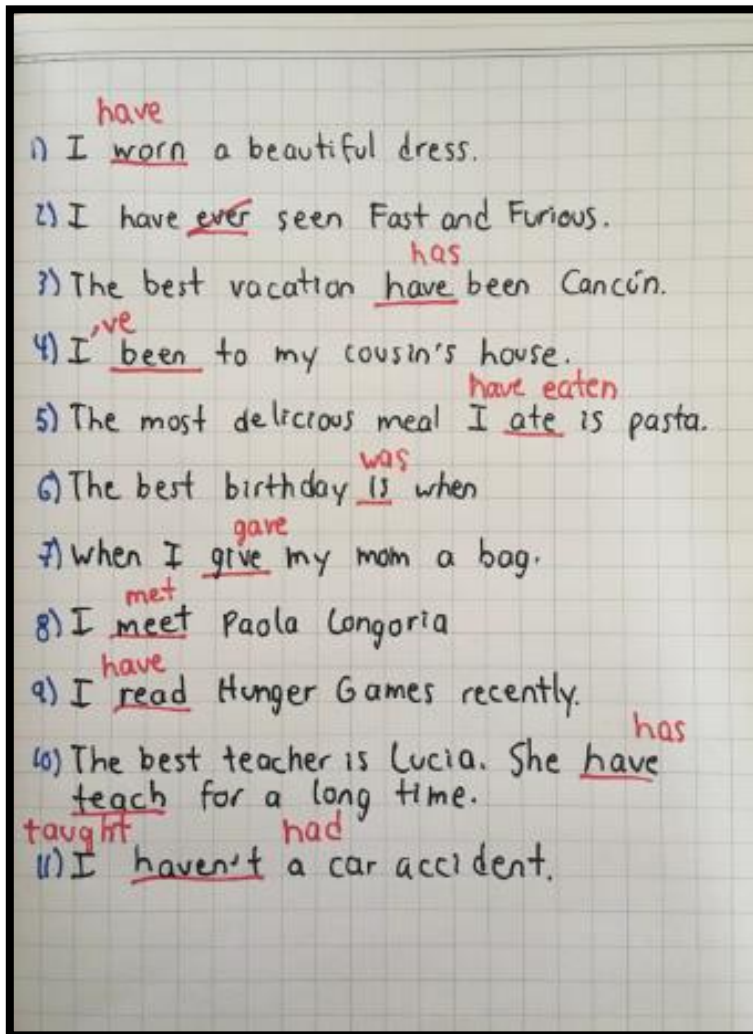 have
1) I worn a beautiful dress.
2) I have ever seen Fast and Furious.
has
3) The best vacation have been Cancún.
've
4) I been to my cousin's house.
have eaten
5) The most delicious meal I ate is pasta.
was
6) The best birthday is when
gave
7) When I give my mom a bag.
met
8) I meet Paola Longoria
have
9) I read Hunger Games recently.
has
10) The best teacher is Lucia. She have
teach for a long time.
taught had
11) I haven't a car accident.